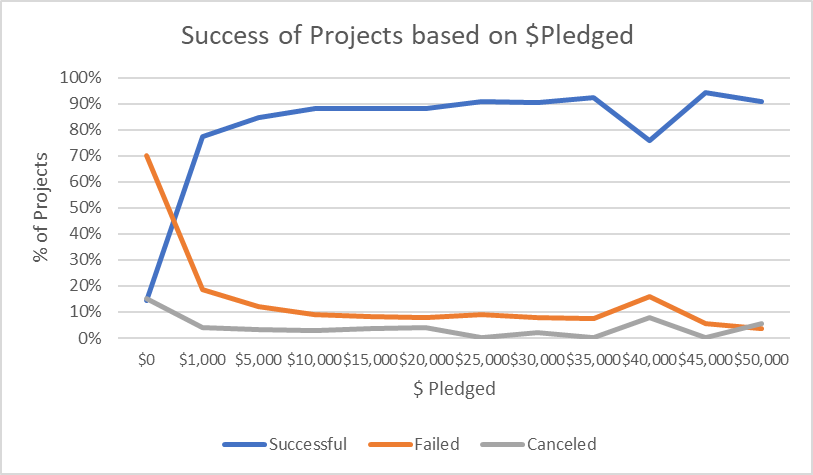 Success of Projects based on $Pledged
% of Projects
100%
90%
80%
70%
60%
50%
40%
30%
20%
10%
0%
$0 $1,000 $5,000 $10,000 $15,000 $20,000 $25,000 $30,000 $35,000 $40,000 $45,000 $50,000
$ Pledged
Successful Failed Canceled